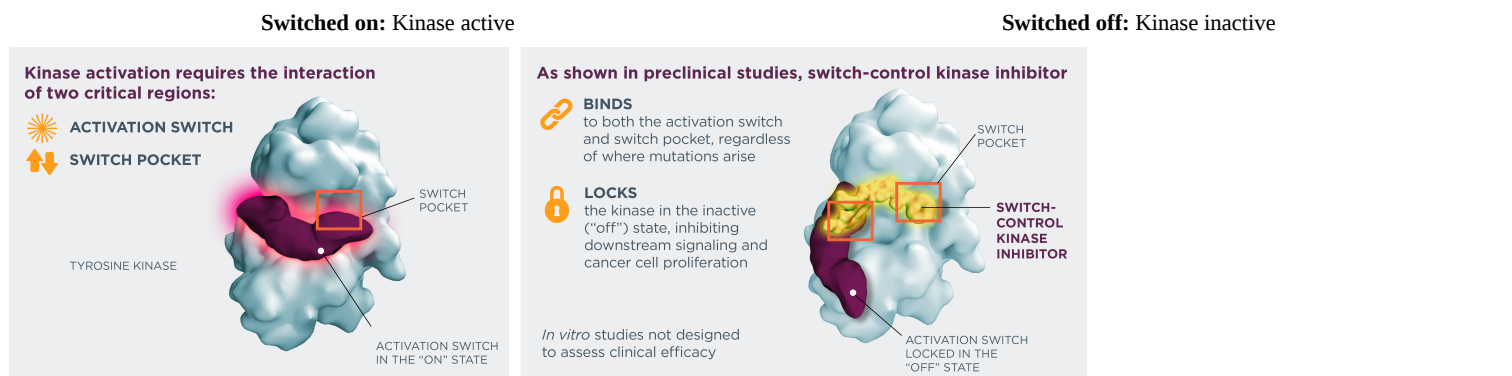 Switched on: Kinase active
Switched off: Kinase inactive
Kinase activation requires the interaction
of two critical regions:
ACTIVATION SWITCH
SWITCH POCKET
SWITCH
POCKET
TYROSINE KINASE
ACTIVATION SWITCH
IN THE “ON” STATE
As shown in preclinical studies, switch-control kinase inhibitor
BINDS
to both the activation switch
and switch pocket, regardless
of where mutations arise
LOCKS
the kinase in the inactive
(“off”) state, inhibiting
downstream signaling and
cancer cell proliferation
In vitro studies not designed
to assess clinical efficacy
SWITCH
POCKET
SWITCH-
CONTROL
KINASE
INHIBITOR
ACTIVATION SWITCH
LOCKED IN THE
“OFF” STATE